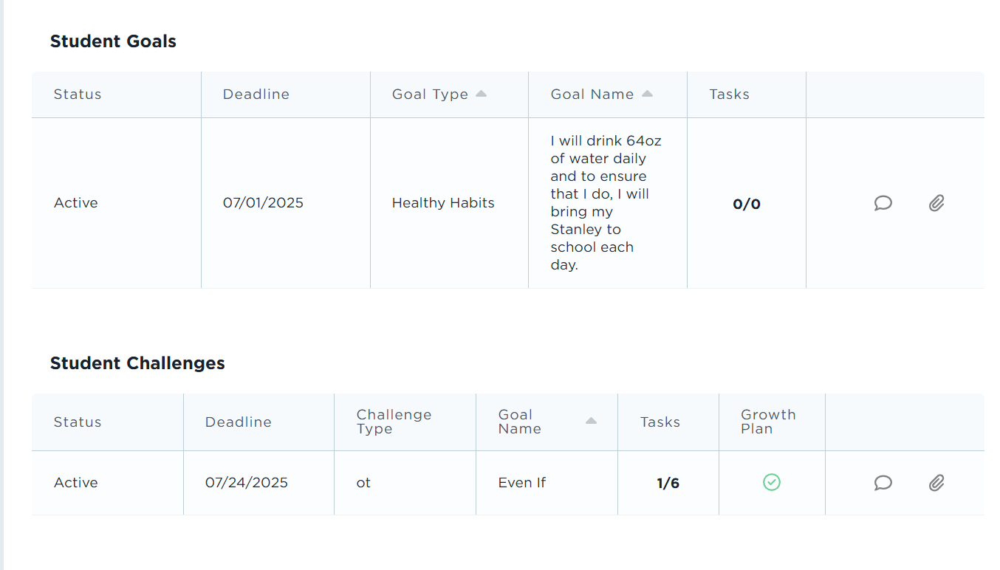 Student Goals
Status Deadline Goal Type Goal Name Tasks
Active 07/01/2025 Healthy Habits I will drink 64oz
of water daily
and to ensure
that I do, I will
bring my
Stanley to
school each
day. 0/0
Student Challenges
Status Deadline Challenge
Type Goal
Name Tasks Growth
Plan
Active 07/24/2025 ot Even If 1/6